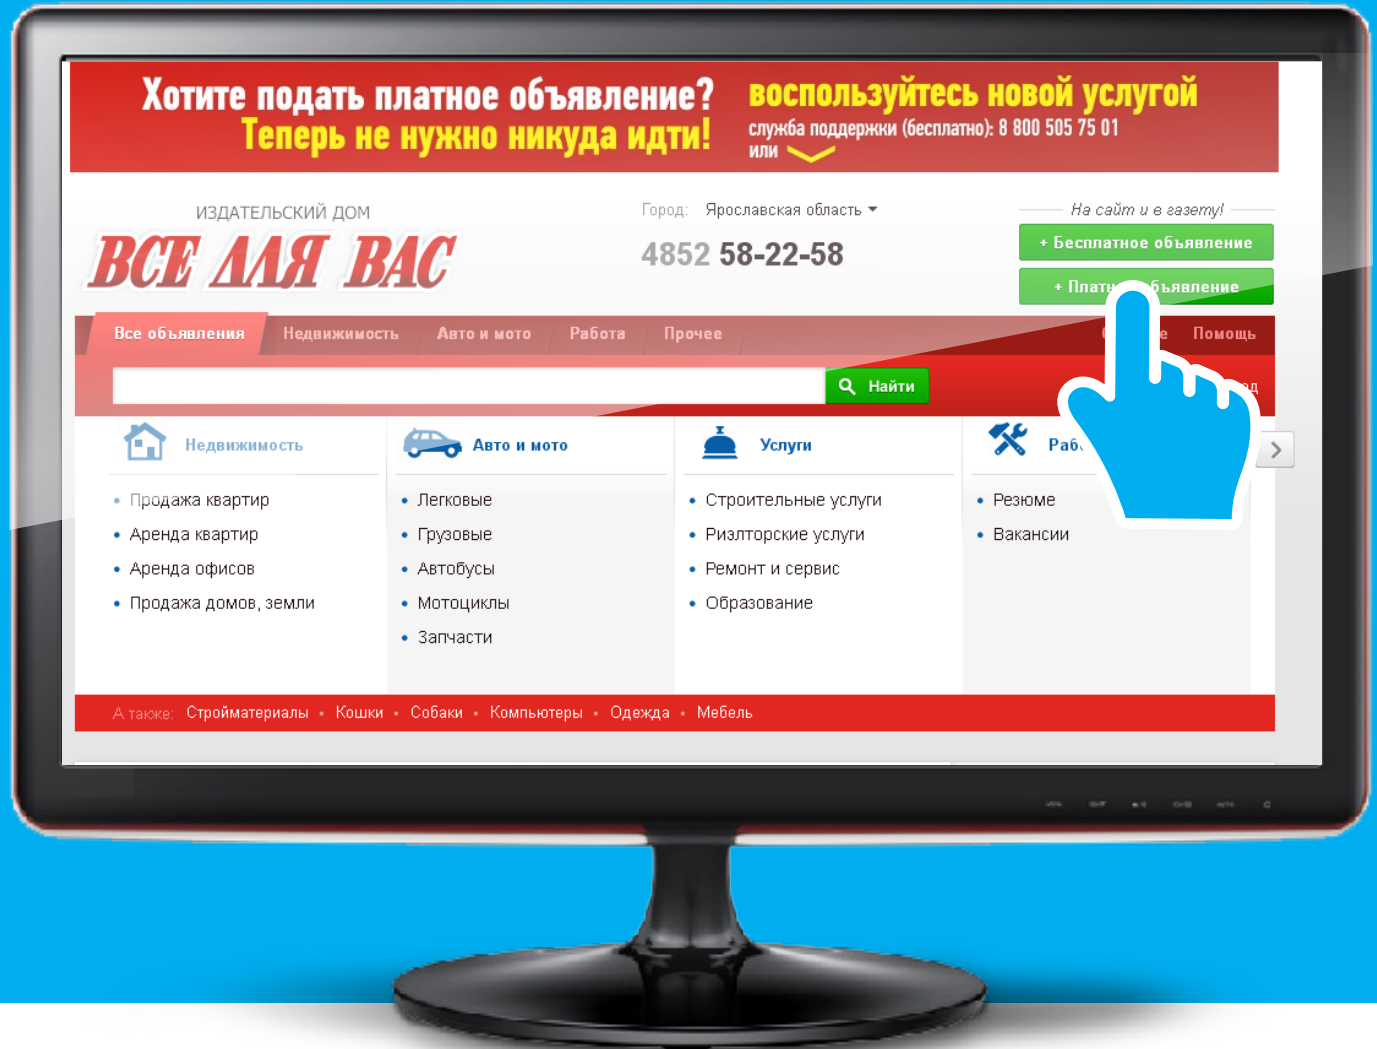 Хотите подать платное объявление?
Теперь не нужно никуда идти!
воспользуйтесь новой услугой
служба поддержки (бесплатно): 8 800 505 75 01
или
ИЗДАТЕЛЬСКИЙ ДОМ
ВСЕ ДЛЯ ВАС
Город: Ярославская область
4852 58-22-58
На сайт и в газету!
+ Бесплатное объявление
+ Платное объявление
Все объявления Недвижимость Авто и мото Работа Прочее Помощь
Найти
Недвижимость
Продажа квартир
Аренда квартир
Аренда офисов
Продажа домов, земли
Авто и мото
Легковые
Грузовые
Автобусы
Мотоциклы
Запчасти
Услуги
Строительные услуги
Риэлторские услуги
Ремонт и сервис
Образование
Резюме
Вакансии
А также: Стройматериалы • Кошки • Собаки • Компьютеры • Одежда • Мебель